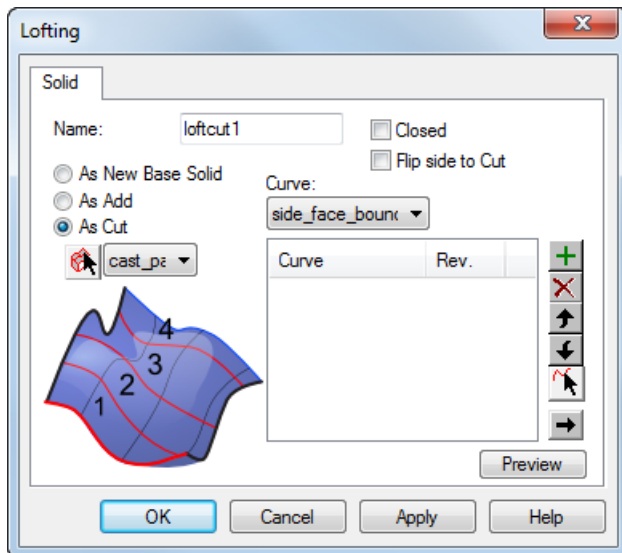 Lofting
Solid
Name: loftcut1
Closed
Flip side to Cut
As New Base Solid
As Add
As Cut
Curve:
side_face_bound
cast_pa
Curve Rev.
1 2 3 4
Preview
OK Cancel Apply Help